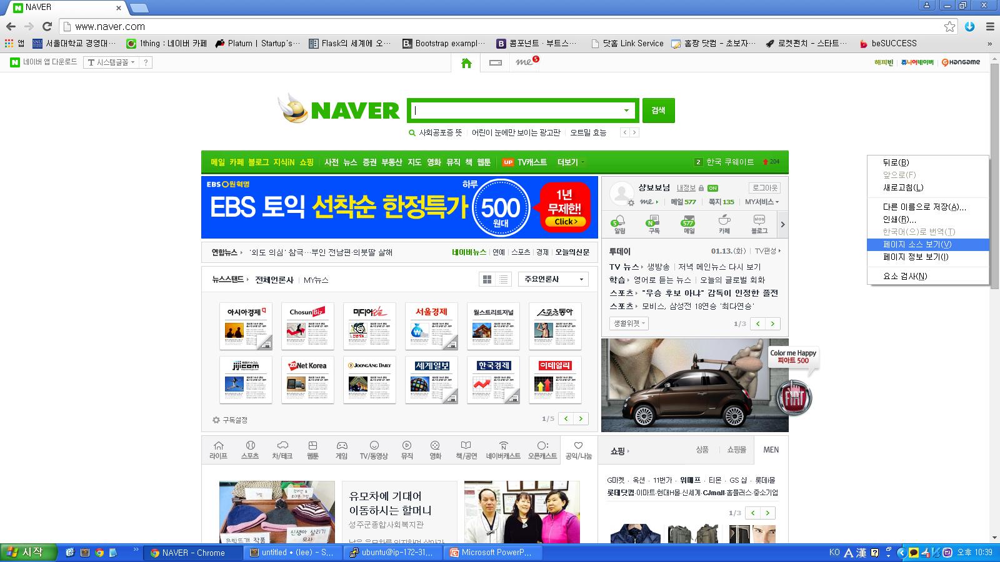 NAVER
www.naver.com
앱
서울대학교 경영대...
1thing : 네이버 카페
Platum | Startup's...
Flask의 세계에 오...
Bootstrap exampl...
콤포넌트 · 부트스...
닷홈 Link Service
홈짱 닷컴 - 초보자...
로켓펀치 - 스타트...
beSUCCESS
»
네이버 앱 다운로드
T 시스템글꼴
?
me 5
해피빈
쥬니어네이버
HANGAME
NAVER
검색
사회공포증 뜻
어린이 눈에만 보이는 광고판
오트밀 효능
메일 카페 블로그 지식iN 쇼핑
사전 뉴스 증권 부동산 지도 영화 뮤직 책 웹툰
UP TV캐스트
더보기
2 한국 쿠웨이트 204
뒤로(B)
앞으로(F)
새로고침(L)
다른 이름으로 저장(A)...
인쇄(P)...
한국어(으)로 번역(T)
페이지 소스 보기(V)
페이지 정보 보기(I)
요소 검사(N)
EBS 원혁명
EBS 토익 선착순 한정특가
하루
500
원대
1년
무제한!
Click >
샹뵤뵤님 내정보 ON 로그아웃
me 메일 577 쪽지 135 MY서비스
5 알림
N 구독
577 메일
카페
blog 블로그
연합뉴스 '외도 의심' 참극…부인 전남편·의붓딸 살해
네이버뉴스 연예 스포츠 경제 오늘의신문
투데이 01.13.(화) TV편성
TV 뉴스 생방송 저녁 메인뉴스 다시 보기
학습 영어로 듣는 뉴스 오늘의 글로벌 회화
스포츠 "우승 후보 아냐" 감독이 인정한 졸전
스포츠 모비스, 삼성전 18연승 '최다연승'
생활위젯 1/3
뉴스스탠드 전체언론사 MY뉴스
주요언론사
아시아경제
ChosunBiz
서울경제
월스트리트저널
스포츠동아
jijicom
ZDNet Korea
JOONGANG DAILY
세계일보
한국경제
이데일리
구독설정
1/5
Color me Happy
피아트 500
FIAT
라이프
스포츠
차/테크
웹툰
게임
TV/동영상
뮤직
영화
책/공연
네이버캐스트
오픈캐스트
공익/나눔
쇼핑
상품
쇼핑몰
MEN
G마켓 · 옥션 · 11번가 · 위메프 · 티몬 · GS 샵 · 롯데i몰
롯데닷컴·이마트·현대H몰·신세계·CJmall·홈플러스·중소기업
1/3
유모차에 기대어
이동하시는 할머니
성주군종합사회복지관
신생아 살리기
모자
시작
NAVER - Chrome
untitled • (lee) - S...
ubuntu@ip-172-31...
Microsoft PowerP...
KO A 漢
오후 10:39